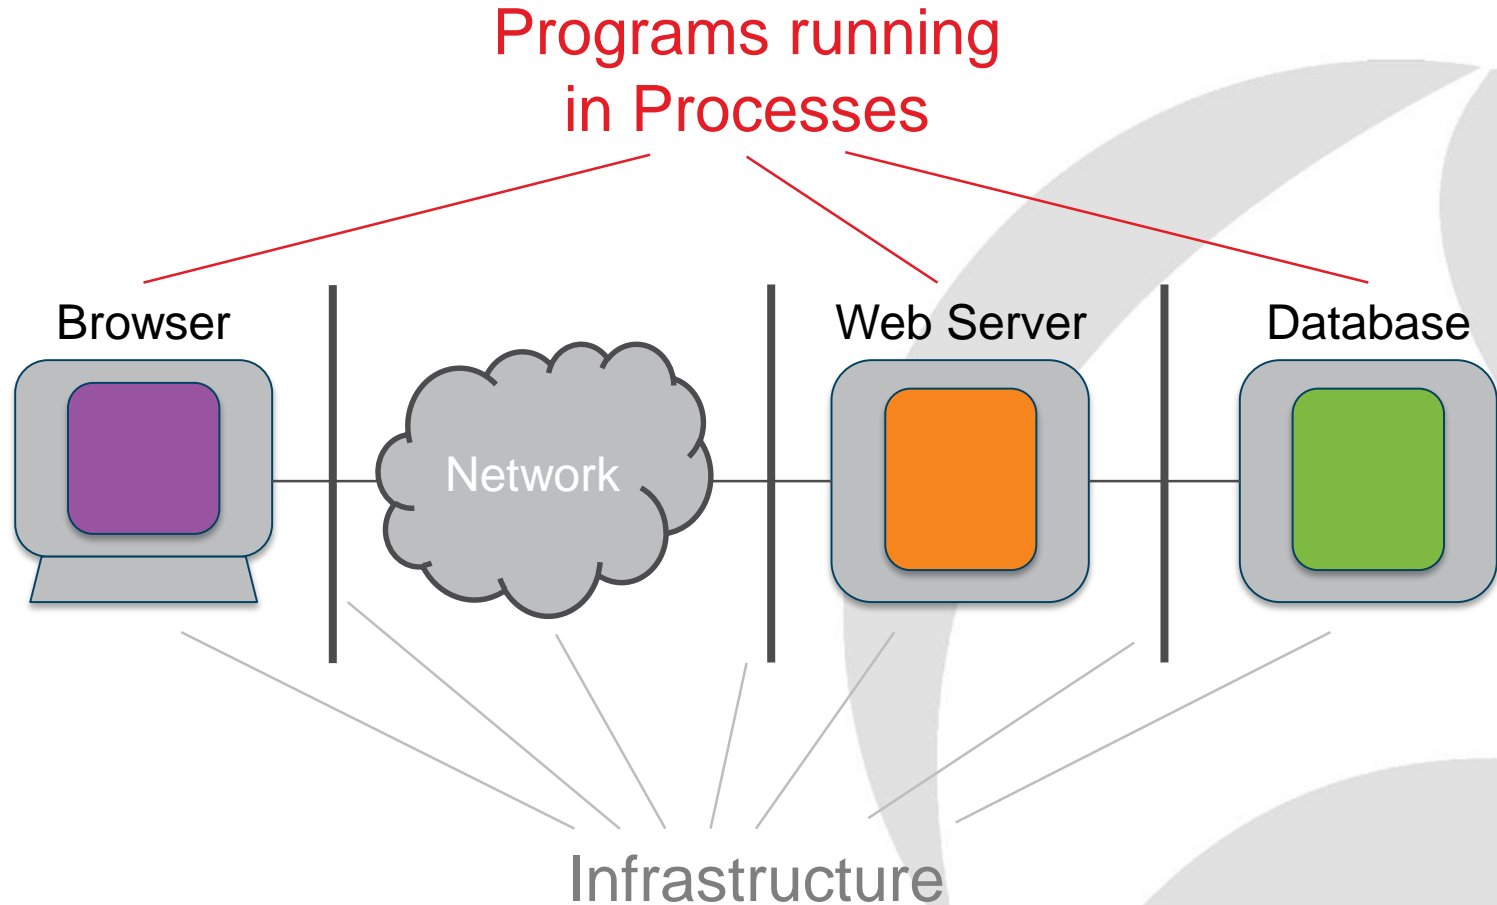 Programs running
in Processes
Browser
Web Server
Database
Network
Infrastructure